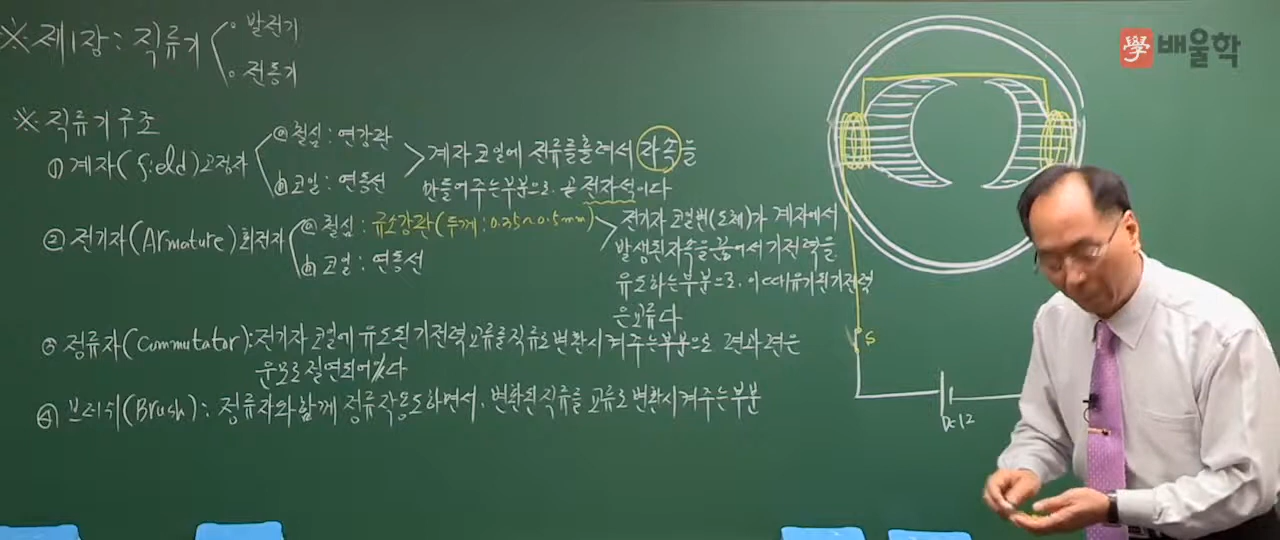 ※ 제1장: 직류기
◦ 발전기
◦ 전동기
學 배울학
※ 직류기 구조
① 계자(field)고정자
ⓐ 철심: 연강판
ⓑ 코일: 연동선
계자 코일에 전류를 흘려서 자속을
만들어주는 부분으로. 곧 전자석이다
② 전기자(Armature)회전자
ⓐ 철심: 규소강판(두께: 0.35~0.5mm)
ⓑ 코일: 연동선
전기자 코일변(도체)가 계자에서
발생된 자속을 끊어서 기전력을
유도하는 부분으로. 이때 유기된 기전력
은 교류다
③ 정류자(Commutator): 전기자 코일에 유도된 기전력 교류를 직류로 변환시켜 주는 부분으로 편과 편은
운모로 절연되어 있다
④ 브러쉬(Brush): 정류자와 함께 정류작용도 하면서. 변환된 직류를 교류로 변환시켜 주는 부분
S
DC 12